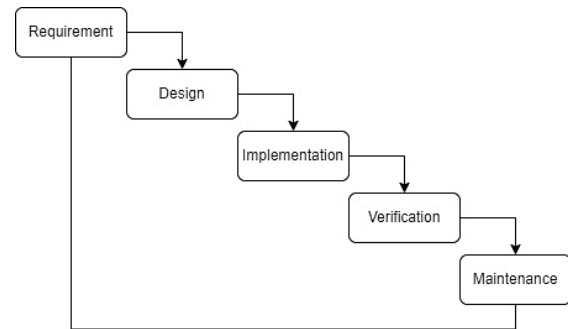 Requirement
Design
Implementation
Verification
Maintenance